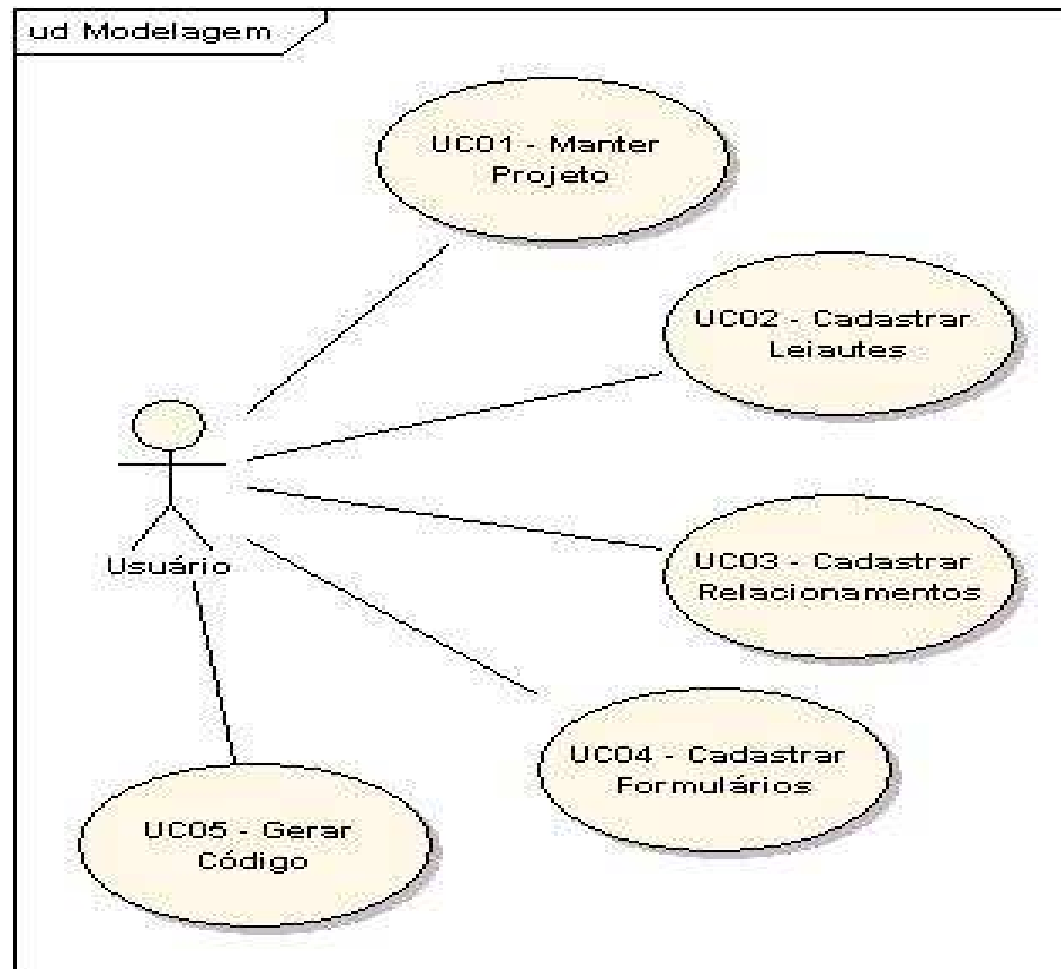 ud Modelagem
UC01 - Manter
Projeto
UC02 - Cadastrar
Leiautes
UC03 - Cadastrar
Relacionamentos
Usuário
UC04 - Cadastrar
Formulários
UC05 - Gerar
Código